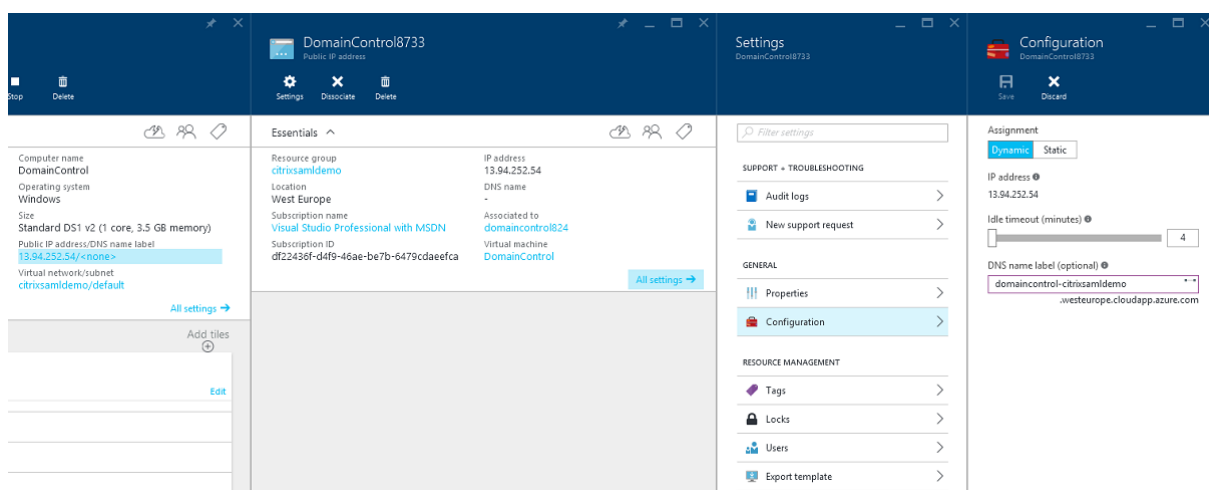 Stop
Delete
Computer name
DomainControl
Operating system
Windows
Size
Standard DS1 v2 (1 core, 3.5 GB memory)
Public IP address/DNS name label
13.94.252.54/<none>
Virtual network/subnet
citrixsamldemo/default
All settings →
Add tiles
Edit
DomainControl8733
Public IP address
Settings
Dissociate
Delete
Essentials
Resource group
citrixsamldemo
Location
West Europe
Subscription name
Visual Studio Professional with MSDN
Subscription ID
df22436f-d4f9-46ae-be7b-6479cdaeefca
IP address
13.94.252.54
DNS name
-
Associated to
domaincontrol824
Virtual machine
DomainControl
All settings →
Settings
DomainControl8733
Filter settings
SUPPORT + TROUBLESHOOTING
Audit logs
New support request
GENERAL
Properties
Configuration
RESOURCE MANAGEMENT
Tags
Locks
Users
Export template
Configuration
DomainControl8733
Save
Discard
Assignment
Dynamic Static
IP address
13.94.252.54
Idle timeout (minutes)
4
DNS name label (optional)
domaincontrol-citrixsamldemo
.westeurope.cloudapp.azure.com